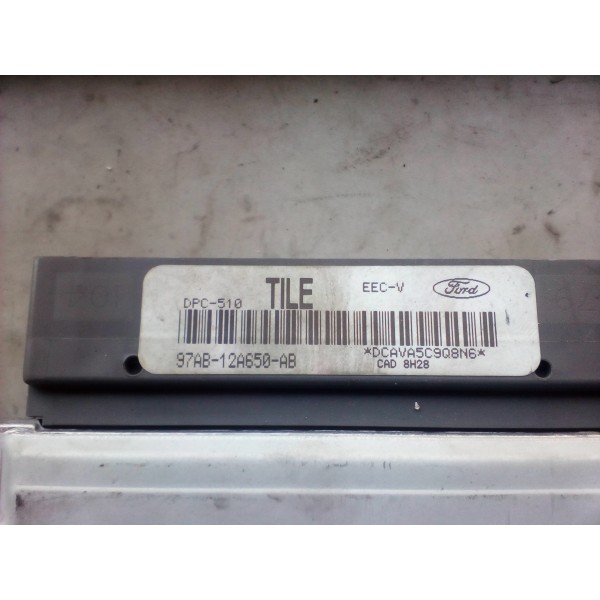 DPC-510 TILE EEC-V Ford
97AB-12A650-AB *DCAVA5C9Q8N6*
CAD 8H28